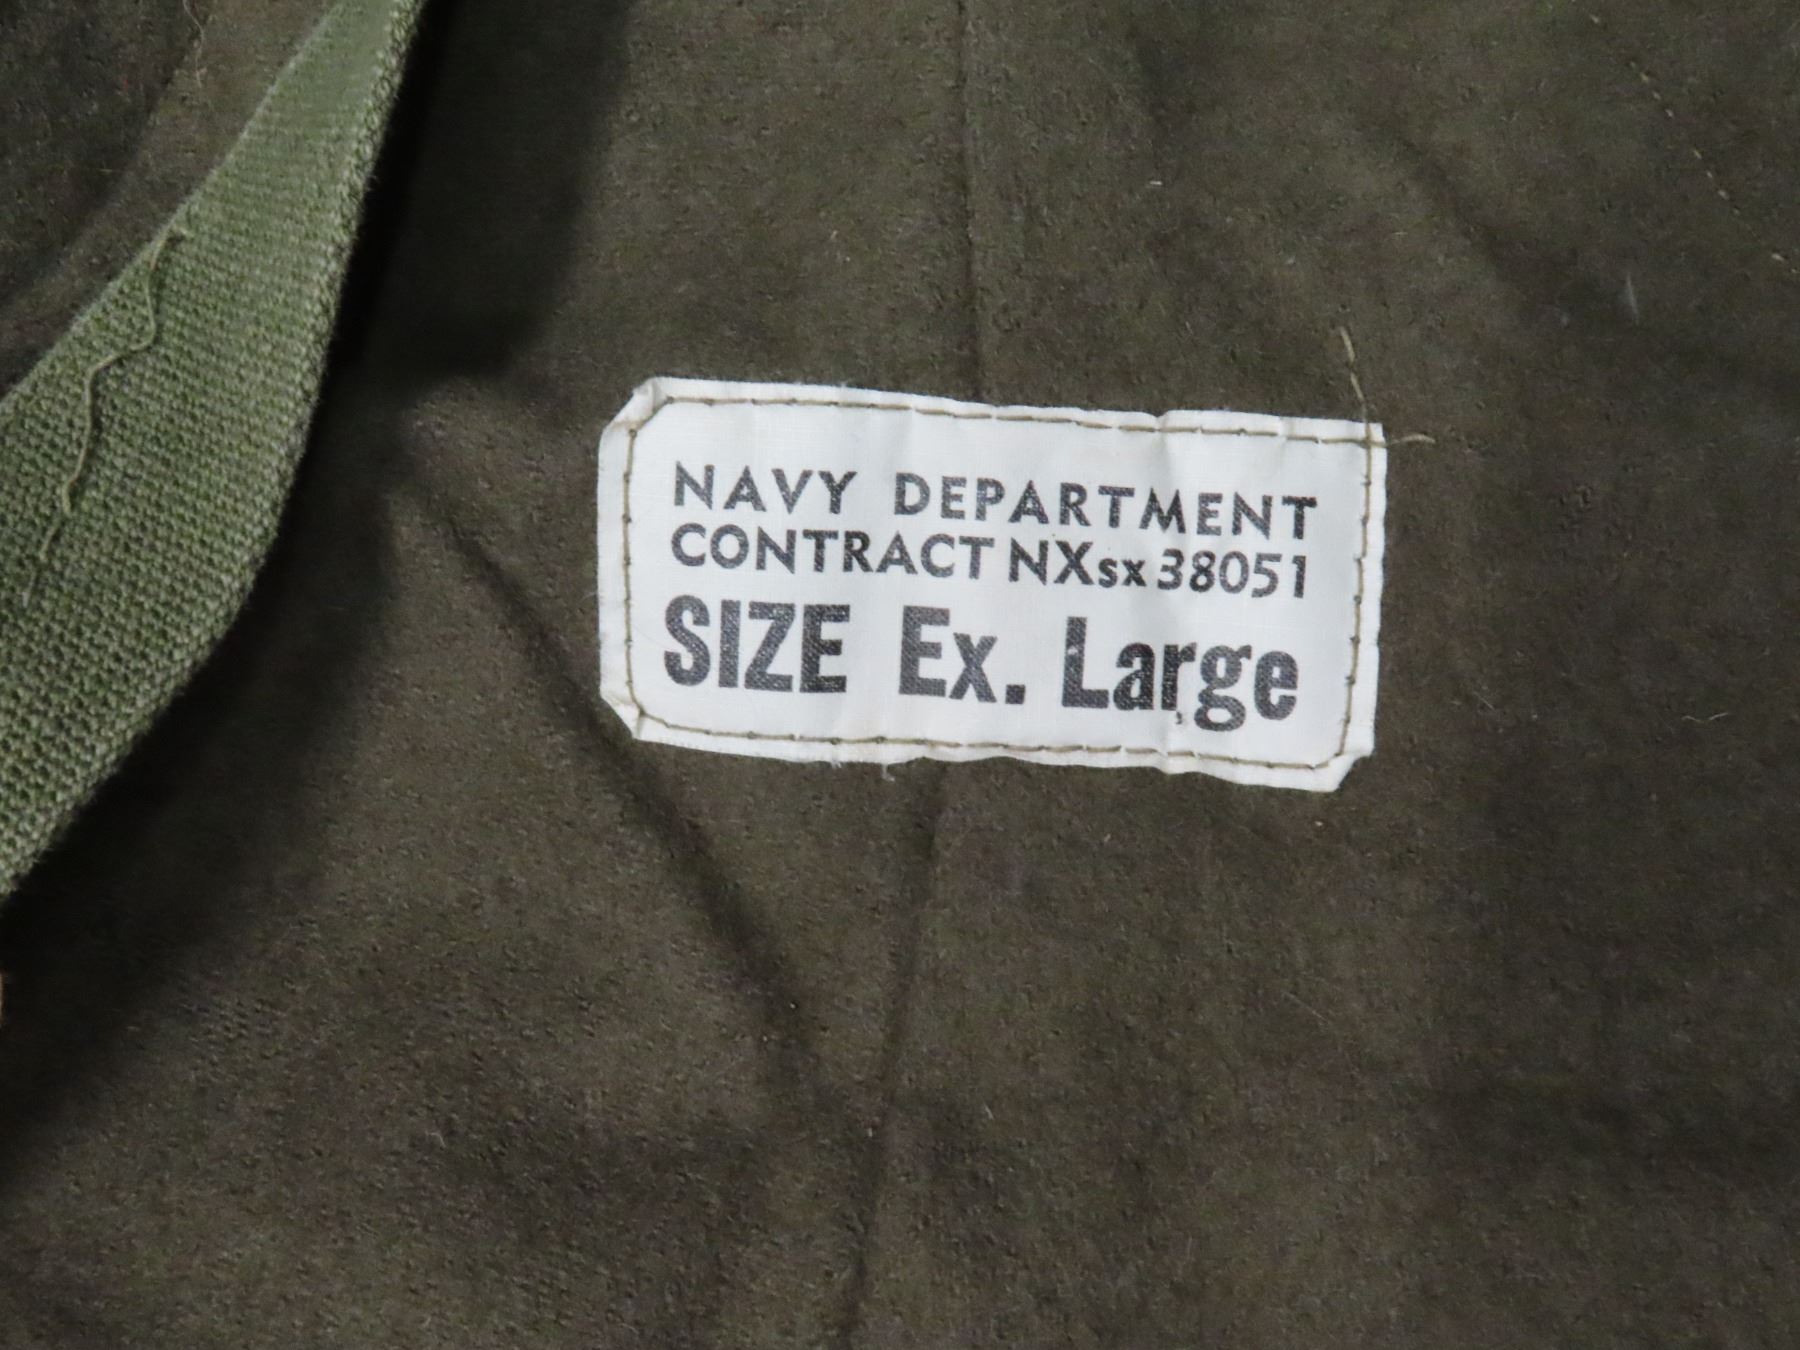 NAVY DEPARTMENT
CONTRACT NXsx 38051
SIZE Ex. Large